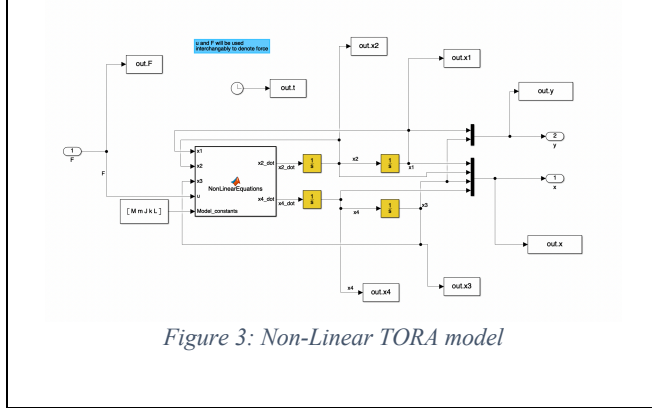 u and F will be used
interchangably to denote force
out.x2
out.F
out.x1
out.t
out.y
1
F
F
x1
x2
x3
u
Model_constants
NonLinearEquations
x2_dot
x4_dot
x2_dot
x4_dot
1
s
x2
1
s
x1
1
s
x4
1
s
x3
2
y
1
x
[ M m J k L ]
out.x
x4
out.x4
out.x3
Figure 3: Non-Linear TORA model